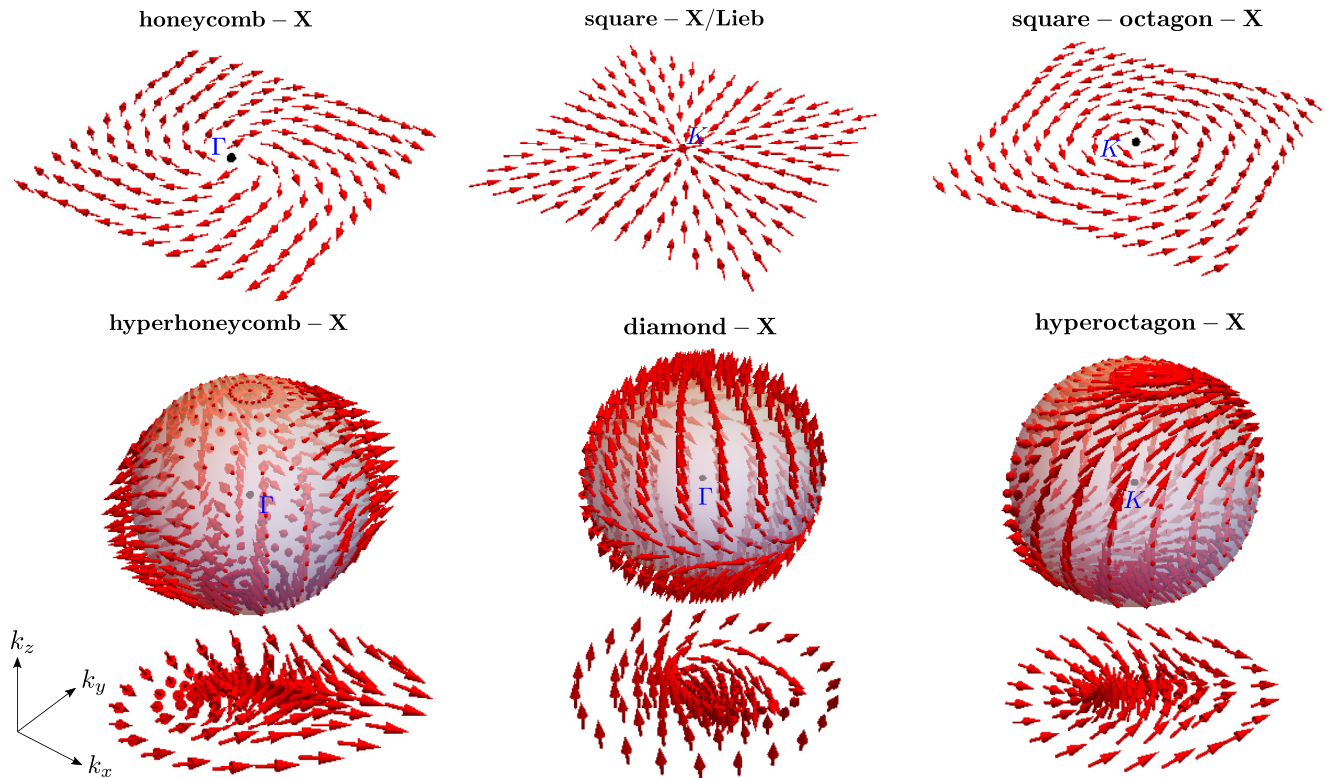 honeycomb – X
square – X/Lieb
square – octagon – X
Γ
K
K
hyperhoneycomb – X
diamond – X
hyperoctagon – X
Γ
Γ
K
k_z
k_y
k_x